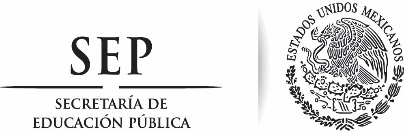 SEP
SECRETARÍA DE
EDUCACIÓN PÚBLICA
ESTADOS UNIDOS MEXICANOS